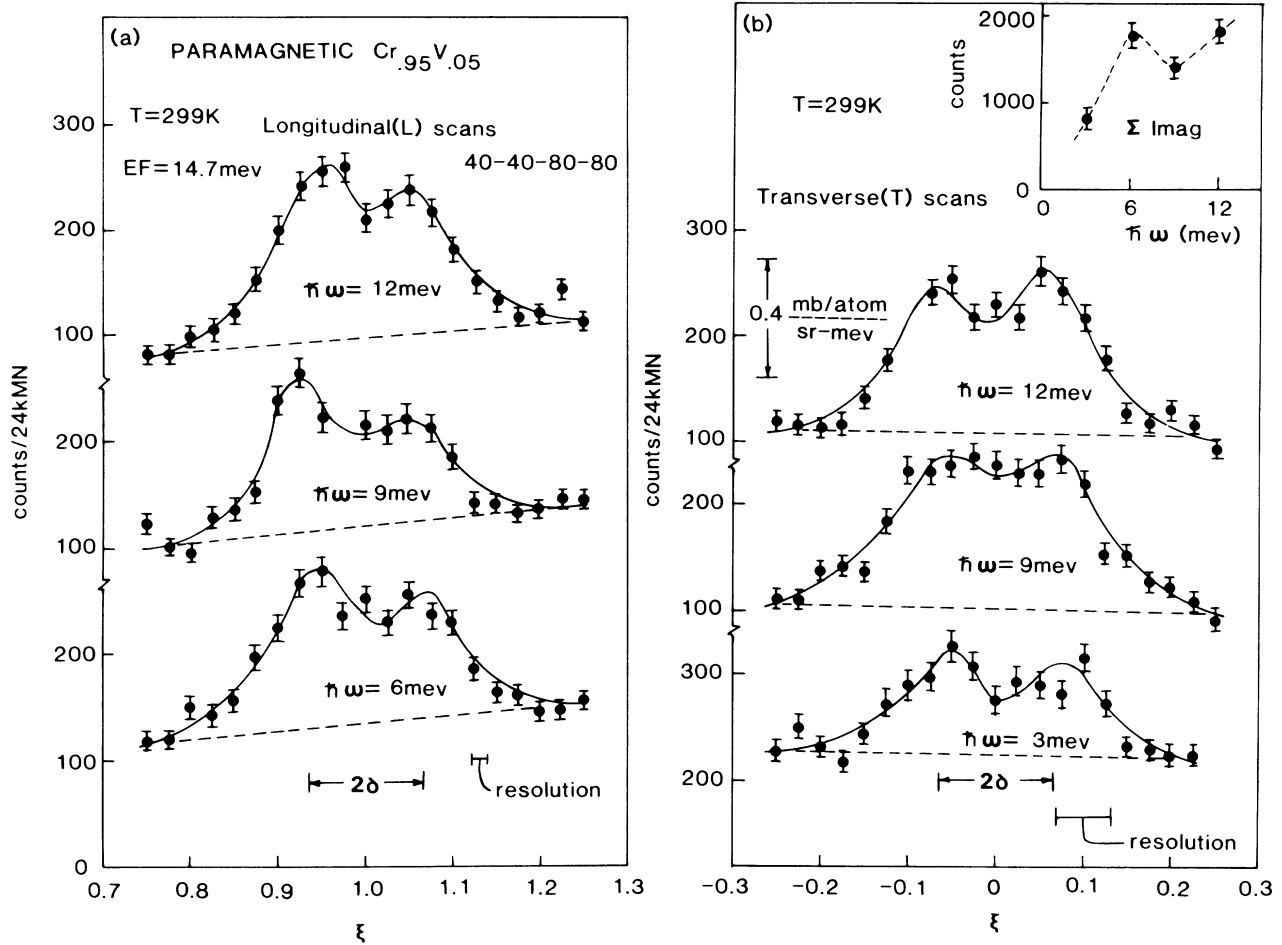 (a)
PARAMAGNETIC Cr.95V.05
T=299K
Longitudinal(L) scans
EF=14.7mev
40-40-80-80
ħω=12mev
ħω=9mev
ħω=6mev
2δ
resolution
counts/24kMN
300
200
100
200
100
200
100
0
0.7 0.8 0.9 1.0 1.1 1.2 1.3
ξ
(b)
T=299K
counts
2000
1000
0
Σ Imag
0 6 12
ħω (mev)
Transverse(T) scans
0.4 mb/atom
sr-mev
ħω=12mev
ħω=9mev
ħω= 3mev
2δ
resolution
counts/24kMN
300
200
100
200
100
300
200
-0.3 -0.2 -0.1 0 0.1 0.2 0.3
ξ